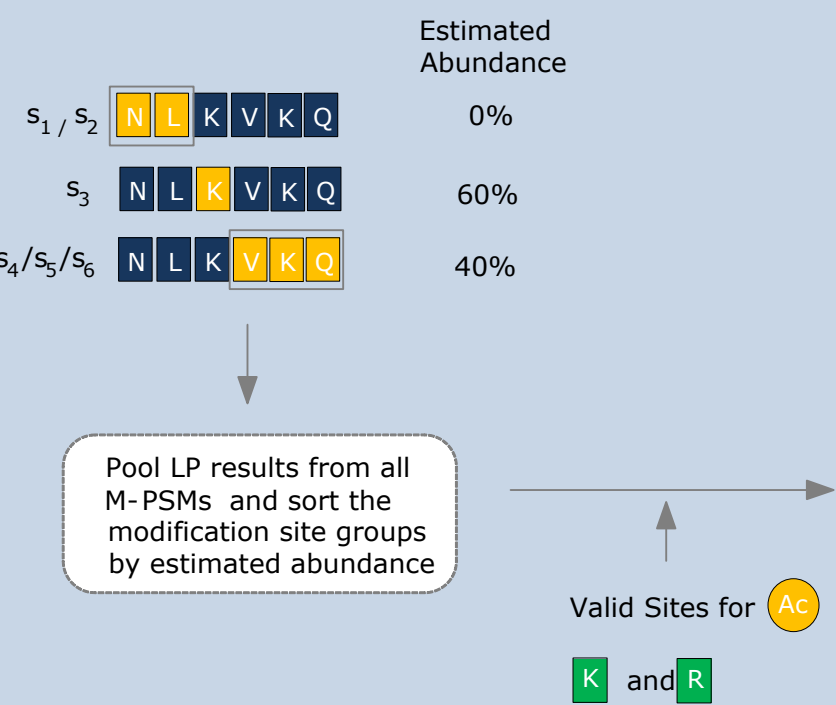 Estimated
Abundance
s1 / s2 N L K V K Q 0%
s3 N L K V K Q 60%
s4/s5/s6 N L K V K Q 40%
Pool LP results from all
M-PSMs and sort the
modification site groups
by estimated abundance
Valid Sites for Ac
K and R